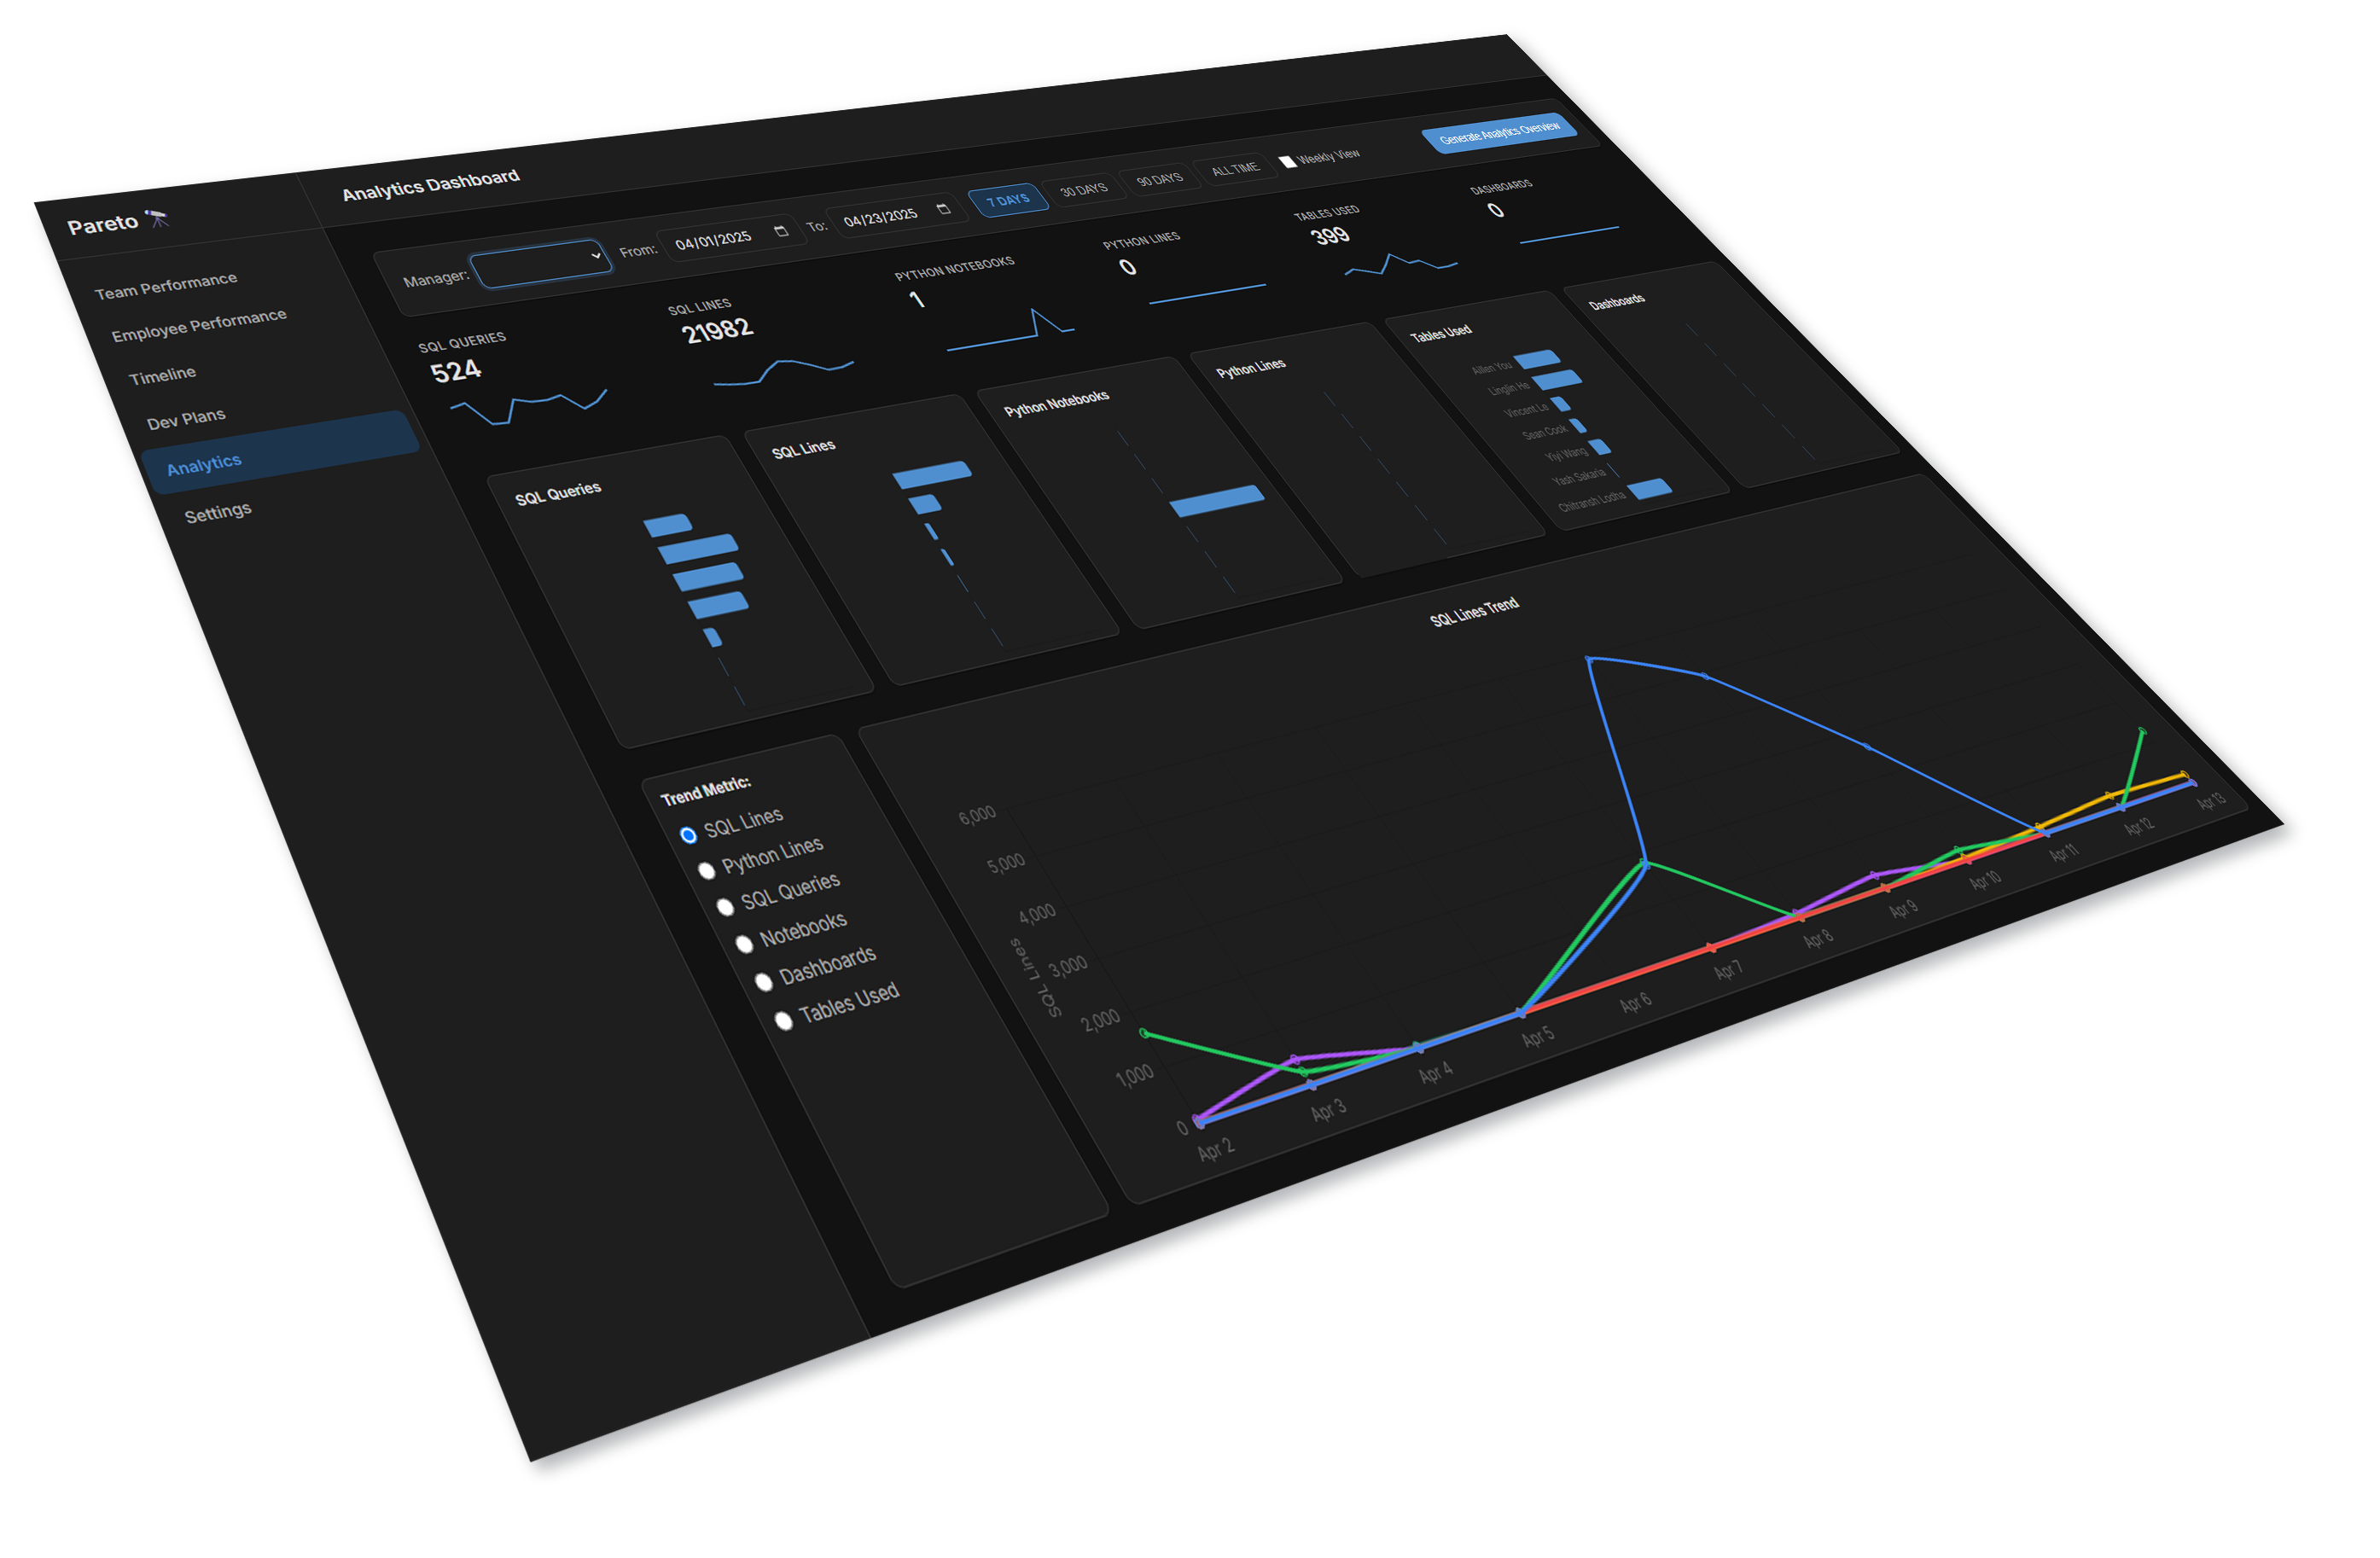 Pareto
Analytics Dashboard
Team Performance
Employee Performance
Timeline
Dev Plans
Analytics
Settings
Manager:
From: 04/01/2025
To: 04/23/2025
7 DAYS
30 DAYS
90 DAYS
ALL TIME
Weekly View
Generate Analytics Overview
SQL QUERIES
524
SQL LINES
21982
PYTHON NOTEBOOKS
1
PYTHON LINES
0
TABLES USED
399
DASHBOARDS
0
SQL Queries
SQL Lines
Python Notebooks
Python Lines
Tables Used
Allen You
Linglin He
Vincent Le
Sean Cook
Yiyi Wang
Yash Sakaria
Chitransh Lodha
Dashboards
Trend Metric:
SQL Lines
Python Lines
SQL Queries
Notebooks
Dashboards
Tables Used
SQL Lines Trend
SQL Lines
6,000
5,000
4,000
3,000
2,000
1,000
0
Apr 2
Apr 3
Apr 4
Apr 5
Apr 6
Apr 7
Apr 8
Apr 9
Apr 10
Apr 11
Apr 12
Apr 13